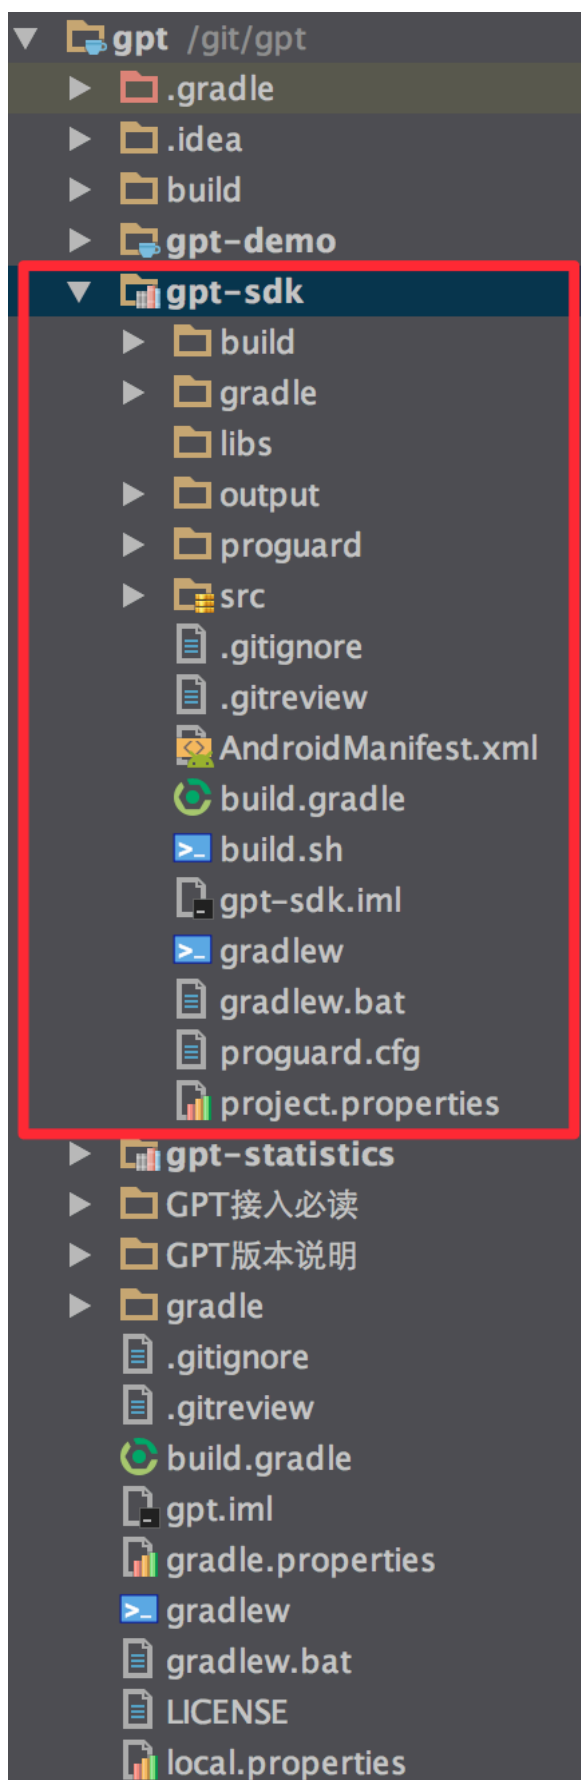 gpt /git/gpt
.gradle
.idea
build
gpt-demo
gpt-sdk
build
gradle
libs
output
proguard
src
.gitignore
.gitreview
AndroidManifest.xml
build.gradle
build.sh
gpt-sdk.iml
gradlew
gradlew.bat
proguard.cfg
project.properties
gpt-statistics
GPT接入必读
GPT版本说明
gradle
.gitignore
.gitreview
build.gradle
gpt.iml
gradle.properties
gradlew
gradlew.bat
LICENSE
local.properties